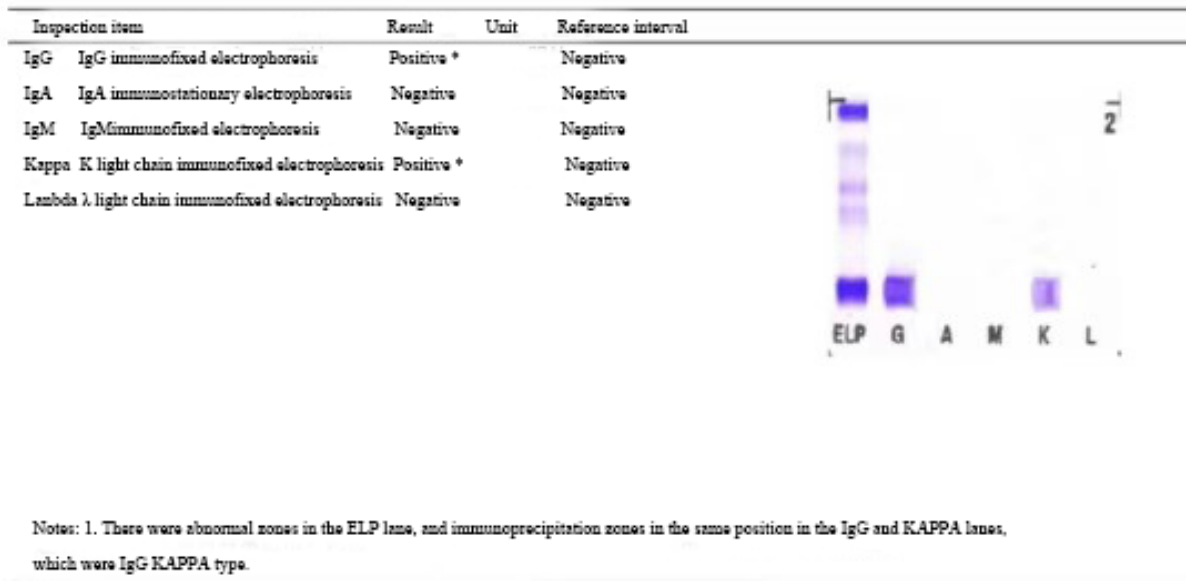 Inspection item Result Unit Reference interval
IgG IgG immunofixed electrophoresis Positive * Negative
IgA IgA immunostationary electrophoresis Negative Negative
IgM IgMimmunofixed electrophoresis Negative Negative
Kappa K light chain immunofixed electrophoresis Positive * Negative
Lanbda λ light chain immunofixed electrophoresis Negative Negative
2
ELP G A M K L
Notes: 1. There were abnormal zones in the ELP lane, and immunoprecipitation zones in the same position in the IgG and KAPPA lanes,
which were IgG KAPPA type.